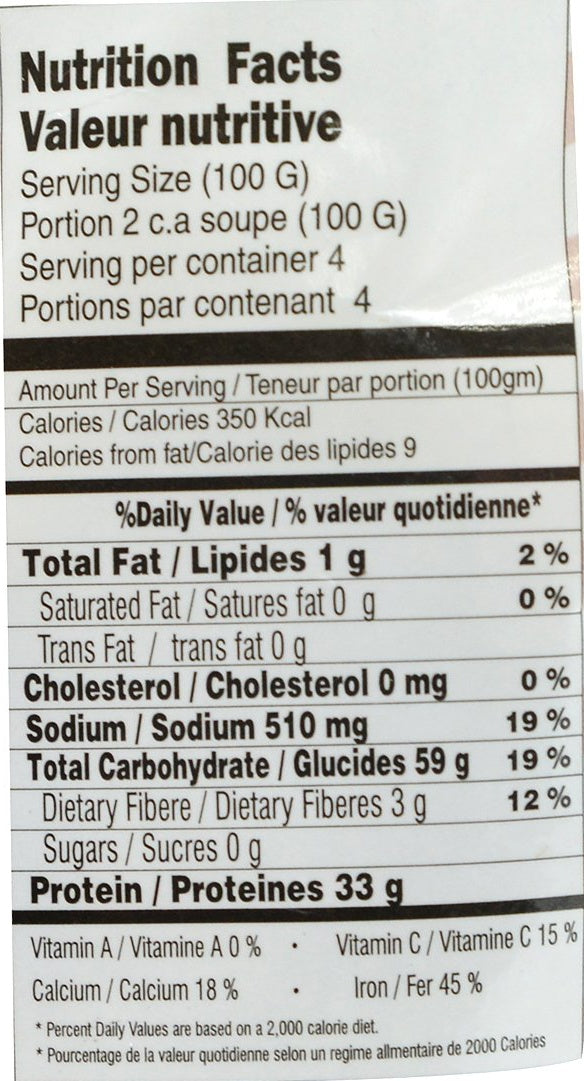 Nutrition Facts
Valeur nutritive
Serving Size (100 G)
Portion 2 c.a soupe (100 G)
Serving per container 4
Portions par contenant 4
Amount Per Serving / Teneur par portion (100gm)
Calories / Calories 350 Kcal
Calories from fat/Calorie des lipides 9
%Daily Value / % valeur quotidienne*
Total Fat / Lipides 1 g 2 %
Saturated Fat / Satures fat 0 g 0 %
Trans Fat / trans fat 0 g
Cholesterol / Cholesterol 0 mg 0 %
Sodium / Sodium 510 mg 19 %
Total Carbohydrate / Glucides 59 g 19 %
Dietary Fibere / Dietary Fiberes 3 g 12 %
Sugars / Sucres 0 g
Protein / Proteines 33 g
Vitamin A / Vitamine A 0 % • Vitamin C / Vitamine C 15 %
Calcium / Calcium 18 % • Iron / Fer 45 %
* Percent Daily Values are based on a 2,000 calorie diet.
* Pourcentage de la valeur quotidienne selon un regime allmentaire de 2000 Calories